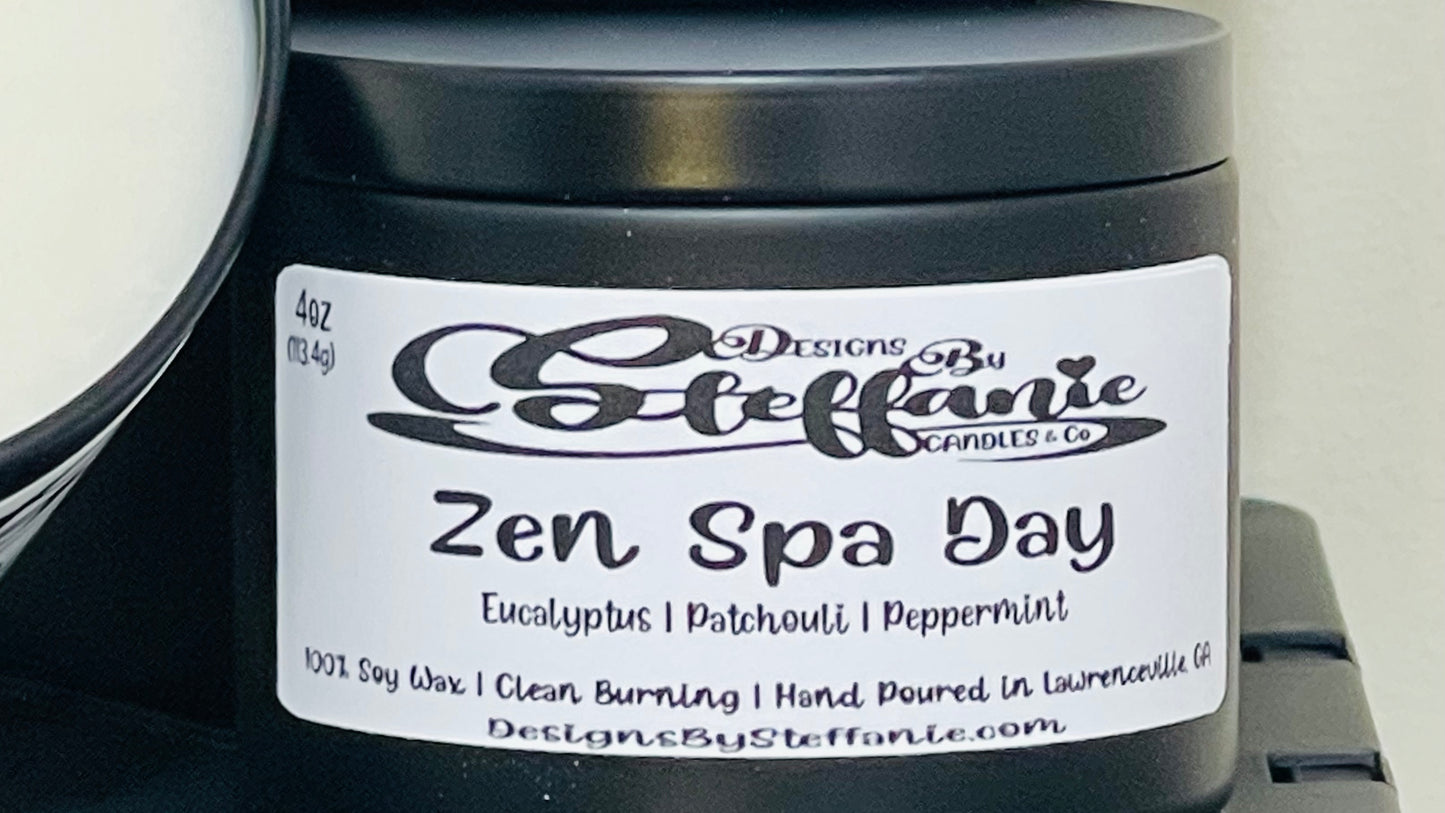 4oz
(113.4g)
Designs By
Steffanie
Candles & Co
Zen Spa Day
Eucalyptus | Patchouli | Peppermint
100% Soy Wax | Clean Burning | Hand Poured in Lawrenceville GA
DesignsBySteffanie.com